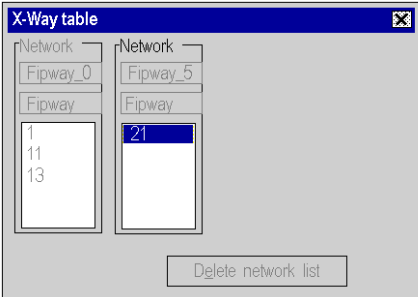 X-Way table
Network
Fipway_0
Fipway
1
11
13
Network
Fipway_5
Fipway
21
Delete network list